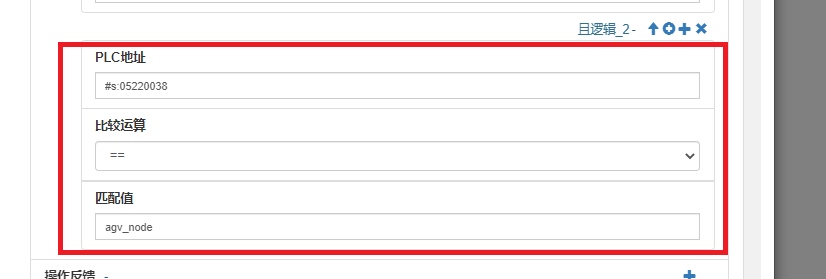 且逻辑_2 -
PLC地址
#s:05220038
比较运算
==
匹配值
agv_node
操作反馈 -